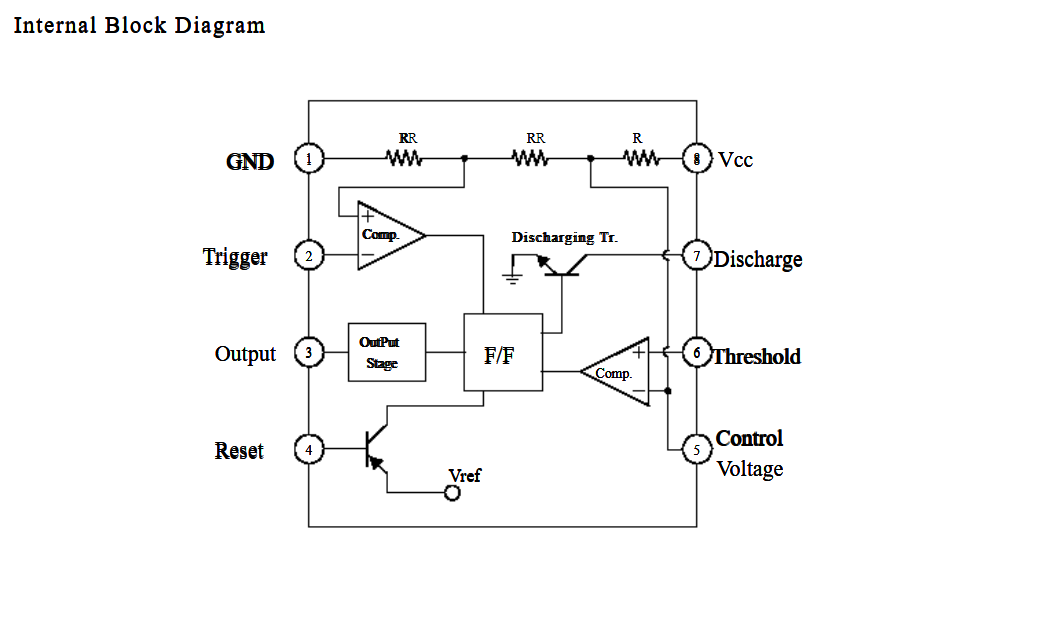 Internal Block Diagram
RR
RR
R
GND
1
8
Vcc
+
Comp.
−
Discharging Tr.
Trigger
2
7
Discharge
OutPut
Stage
F/F
Output
3
+
Comp.
−
6
Threshold
Reset
4
5
Control
Voltage
Vref